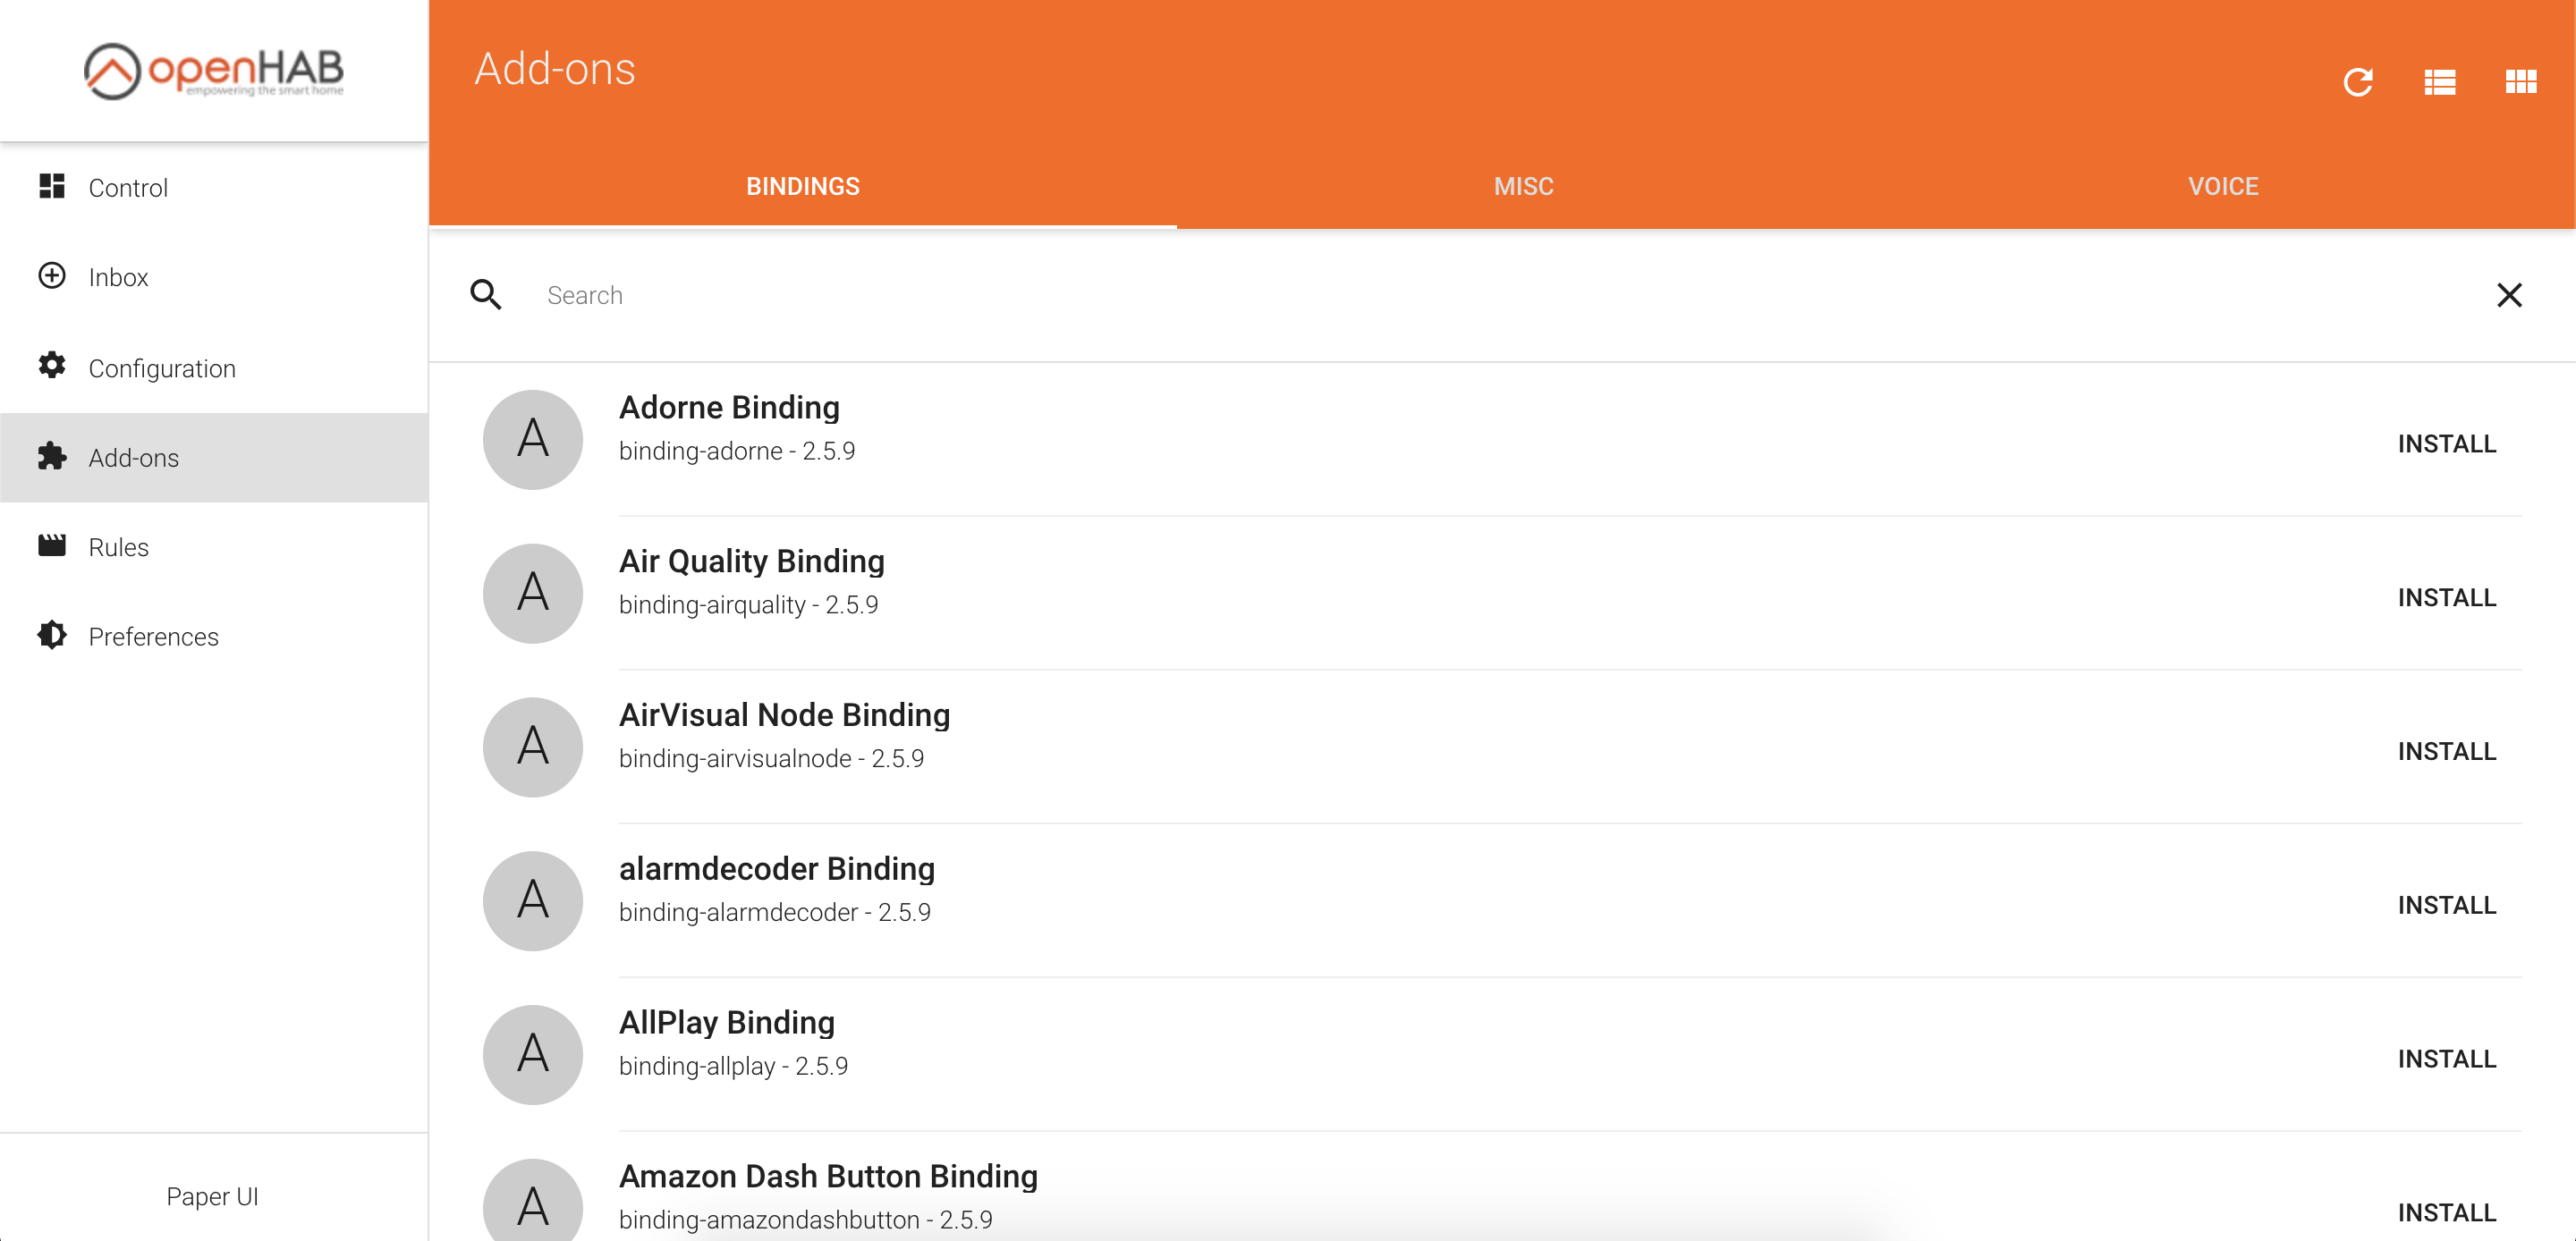 openHAB
empowering the smart home
Control
Inbox
Configuration
Add-ons
Rules
Preferences
Paper UI
Add-ons
BINDINGS
MISC
VOICE
Search
A
Adorne Binding
binding-adorne - 2.5.9
INSTALL
A
Air Quality Binding
binding-airquality - 2.5.9
INSTALL
A
AirVisual Node Binding
binding-airvisualnode - 2.5.9
INSTALL
A
alarmdecoder Binding
binding-alarmdecoder - 2.5.9
INSTALL
A
AllPlay Binding
binding-allplay - 2.5.9
INSTALL
A
Amazon Dash Button Binding
binding-amazondashbutton - 2.5.9
INSTALL